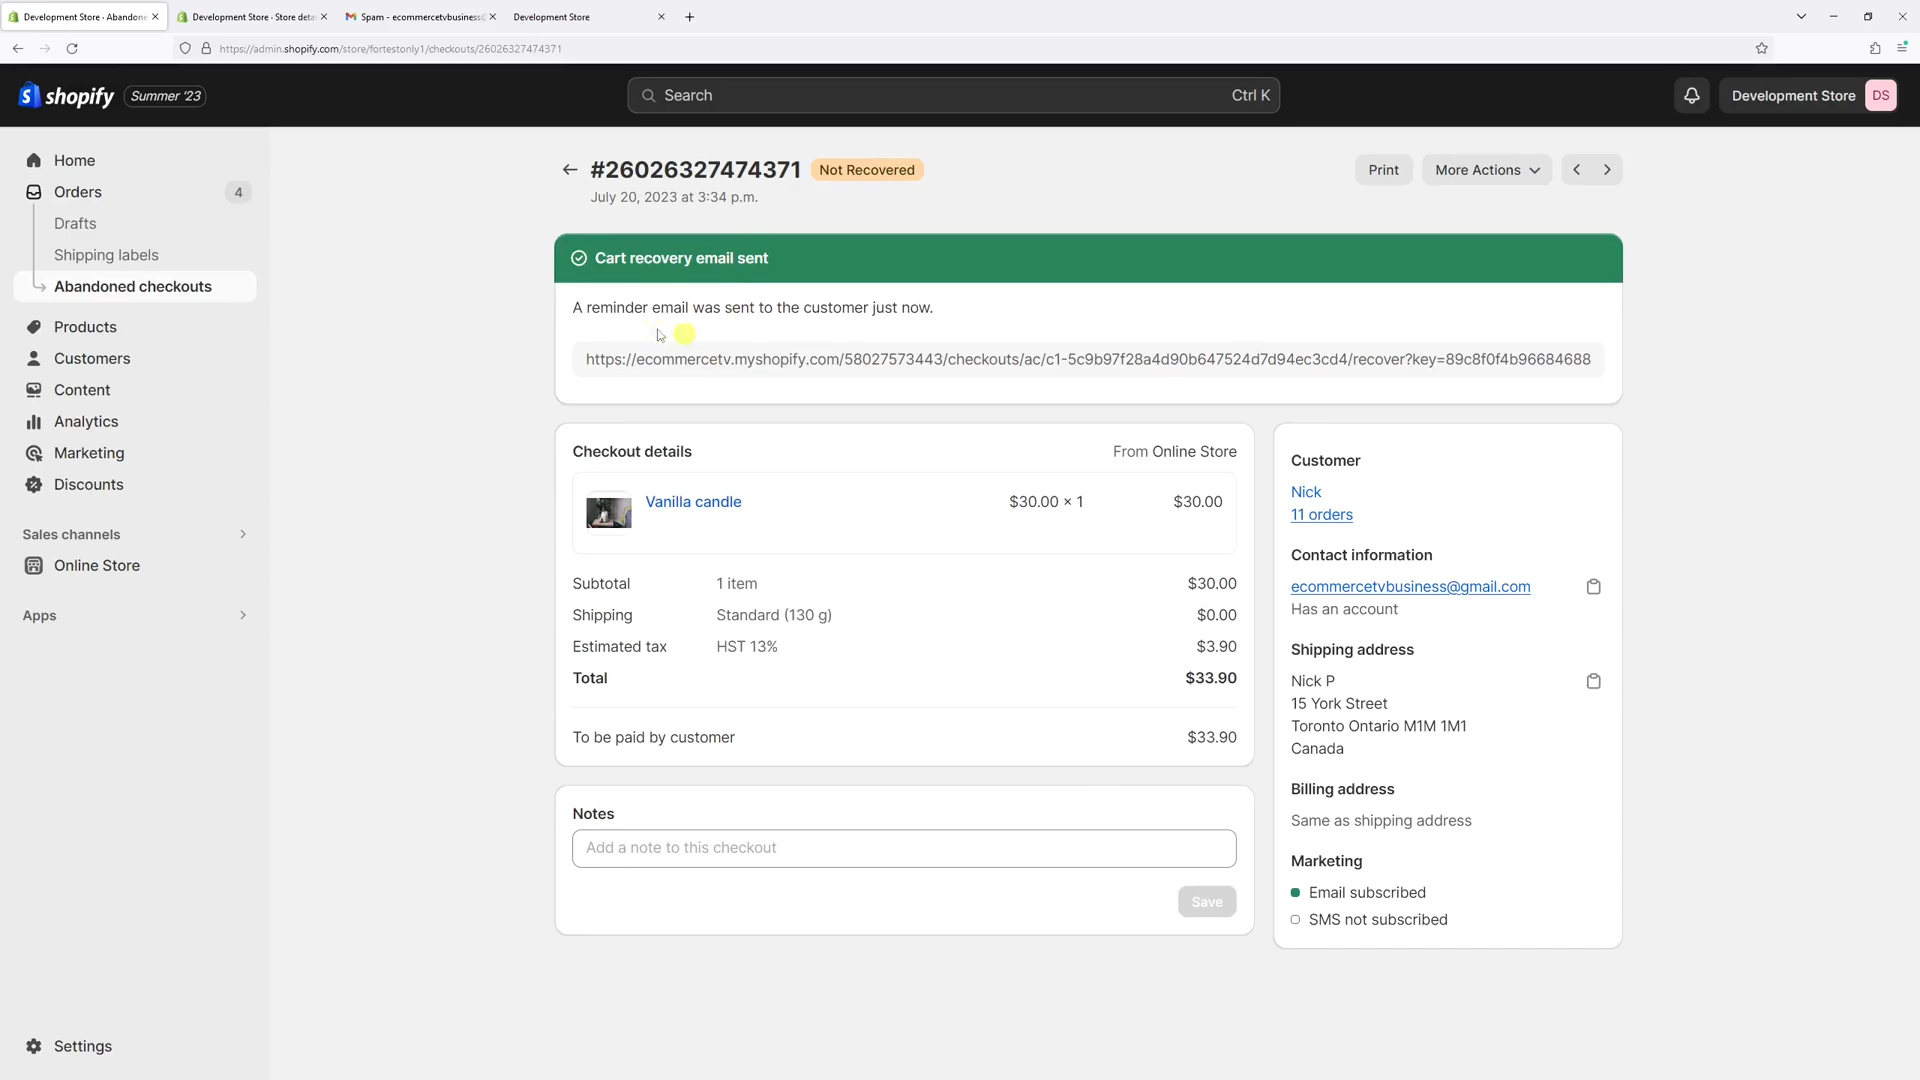 Development Store · Abandone
Development Store · Store deta
Spam - ecommercetvbusiness@
Development Store
https://admin.shopify.com/store/fortestonly1/checkouts/26026327474371
shopify
Summer '23
Search
Ctrl K
Development Store
DS
Home
Orders
4
Drafts
Shipping labels
Abandoned checkouts
Products
Customers
Content
Analytics
Marketing
Discounts
Sales channels
Online Store
Apps
Settings
#26026327474371
Not Recovered
July 20, 2023 at 3:34 p.m.
Print
More Actions
Cart recovery email sent
A reminder email was sent to the customer just now.
https://ecommercetv.myshopify.com/58027573443/checkouts/ac/c1-5c9b97f28a4d90b647524d7d94ec3cd4/recover?key=89c8f0f4b96684688
Checkout details
From Online Store
Vanilla candle
$30.00 × 1
$30.00
Subtotal 1 item $30.00
Shipping Standard (130 g) $0.00
Estimated tax HST 13% $3.90
Total $33.90
To be paid by customer $33.90
Notes
Add a note to this checkout
Save
Customer
Nick
11 orders
Contact information
ecommercetvbusiness@gmail.com
Has an account
Shipping address
Nick P
15 York Street
Toronto Ontario M1M 1M1
Canada
Billing address
Same as shipping address
Marketing
Email subscribed
SMS not subscribed